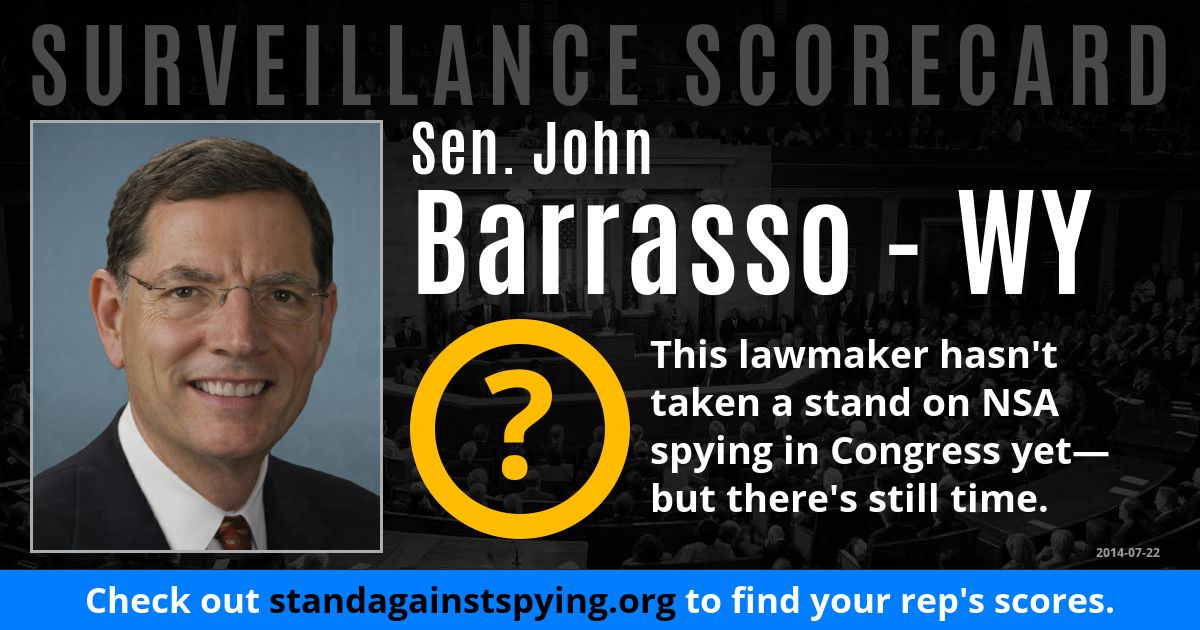 SURVEILLANCE SCORECARD
Sen. John
Barrasso - WY
?
This lawmaker hasn't
taken a stand on NSA
spying in Congress yet—
but there's still time.
2014-07-22
Check out standagainstspying.org to find your rep's scores.